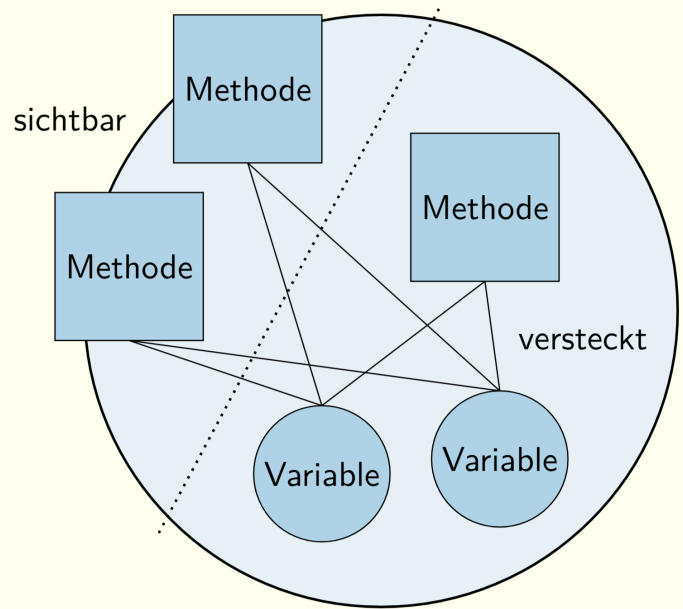 Methode
sichtbar
Methode
Methode
versteckt
Variable
Variable